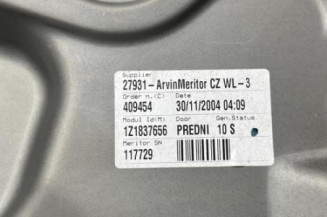 Supplier
27931-ArvinMeritor CZ WL-3
Order n.(C) Date
409454 30/11/2004 04:09
Modul Id(M) Door Gen.Status
1Z1837656 PREDNI 10 S
Meritor SN
117729